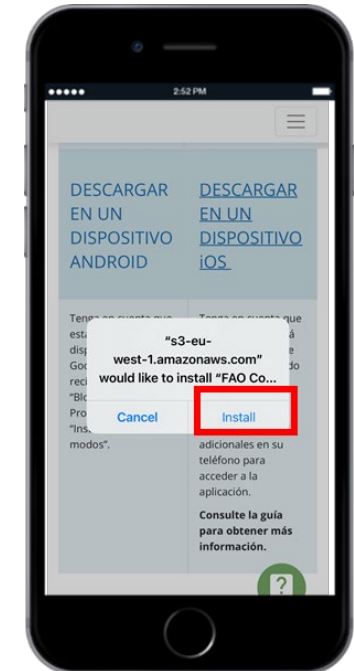 2:52 PM
DESCARGAR
EN UN
DISPOSITIVO
ANDROID
DESCARGAR
EN UN
DISPOSITIVO
iOS
Tenga en cuenta que
modos”.
Tenga en cuenta que
adicionales en su
teléfono para
acceder a la
aplicación.
Consulte la guía
para obtener más
información.
"s3-eu-
west-1.amazonaws.com"
would like to install "FAO Co...
Cancel
Install
?